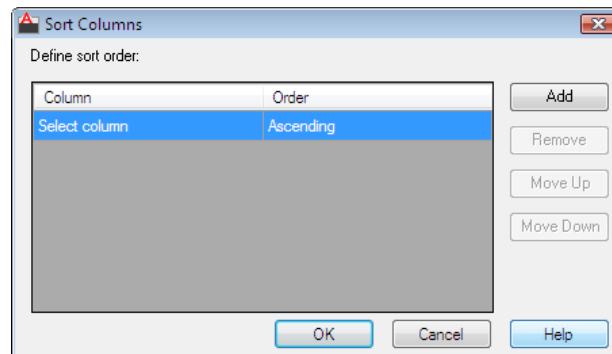 Sort Columns
Define sort order:
Column Order
Select column Ascending
Add
Remove
Move Up
Move Down
OK Cancel Help